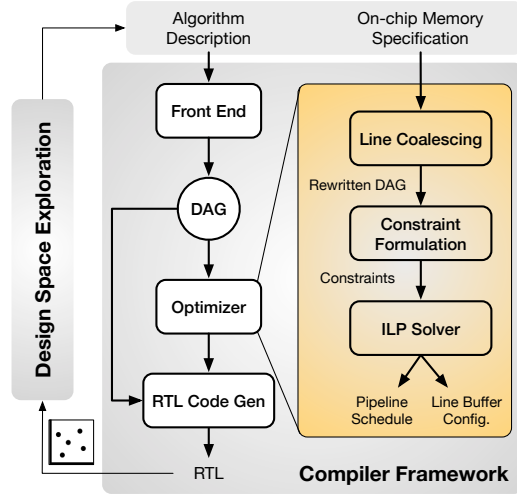 Algorithm
Description
On-chip Memory
Specification
Design Space Exploration
Front End
DAG
Optimizer
RTL Code Gen
RTL
Line Coalescing
Rewritten DAG
Constraint
Formulation
Constraints
ILP Solver
Pipeline
Schedule
Line Buffer
Config.
Compiler Framework